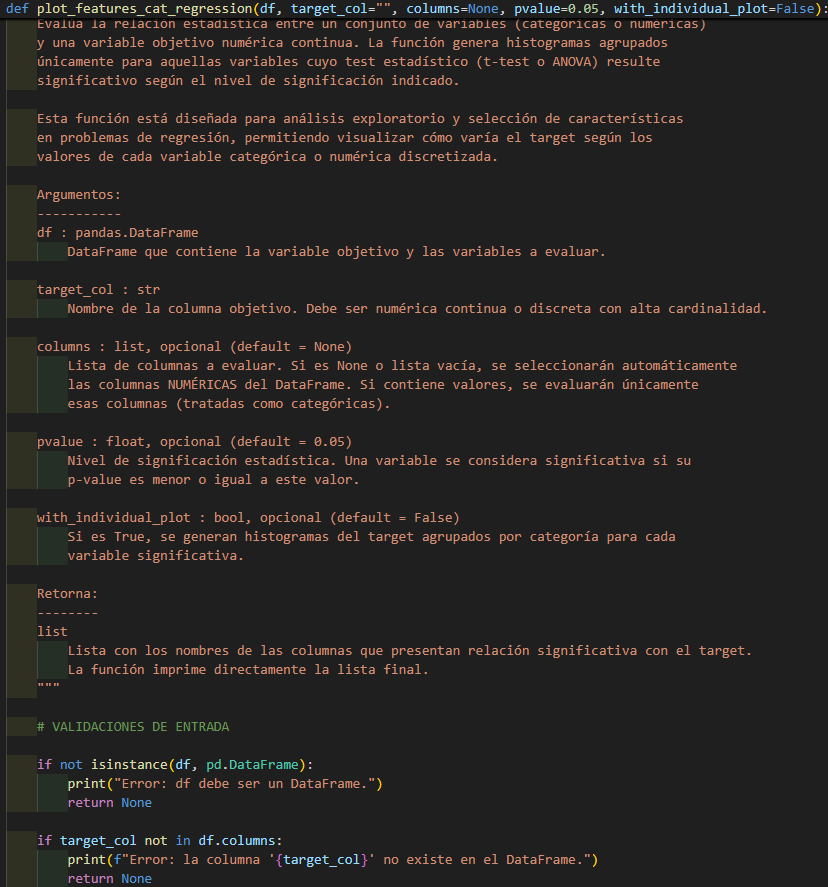 def plot_features_cat_regression(df, target_col="", columns=None, pvalue=0.05, with_individual_plot=False):
Evalúa la relación estadística entre un conjunto de variables (categóricas o numéricas)
y una variable objetivo numérica continua. La función genera histogramas agrupados
únicamente para aquellas variables cuyo test estadístico (t-test o ANOVA) resulte
significativo según el nivel de significación indicado.
Esta función está diseñada para análisis exploratorio y selección de características
en problemas de regresión, permitiendo visualizar cómo varía el target según los
valores de cada variable categórica o numérica discretizada.
Argumentos:
-----------
df : pandas.DataFrame
DataFrame que contiene la variable objetivo y las variables a evaluar.
target_col : str
Nombre de la columna objetivo. Debe ser numérica continua o discreta con alta cardinalidad.
columns : list, opcional (default = None)
Lista de columnas a evaluar. Si es None o lista vacía, se seleccionarán automáticamente
las columnas NUMÉRICAS del DataFrame. Si contiene valores, se evaluarán únicamente
esas columnas (tratadas como categóricas).
pvalue : float, opcional (default = 0.05)
Nivel de significación estadística. Una variable se considera significativa si su
p-value es menor o igual a este valor.
with_individual_plot : bool, opcional (default = False)
Si es True, se generan histogramas del target agrupados por categoría para cada
variable significativa.
Retorna:
--------
list
Lista con los nombres de las columnas que presentan relación significativa con el target.
La función imprime directamente la lista final.
"""
# VALIDACIONES DE ENTRADA
if not isinstance(df, pd.DataFrame):
print("Error: df debe ser un DataFrame.")
return None
if target_col not in df.columns:
print(f"Error: la columna '{target_col}' no existe en el DataFrame.")
return None